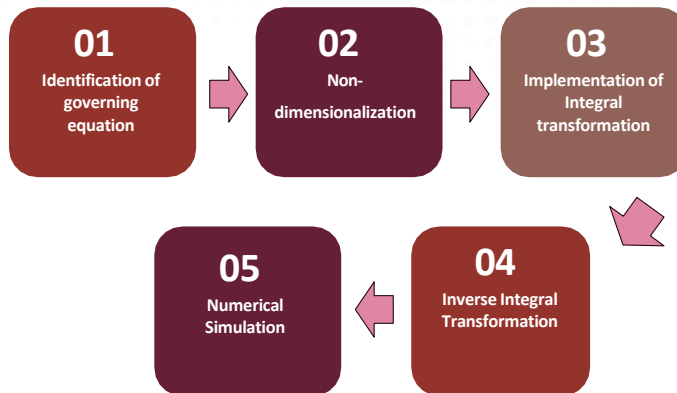 01
Identification of
governing
equation
02
Non-
dimensionalization
03
Implementation of
Integral
transformation
05
Numerical
Simulation
04
Inverse Integral
Transformation